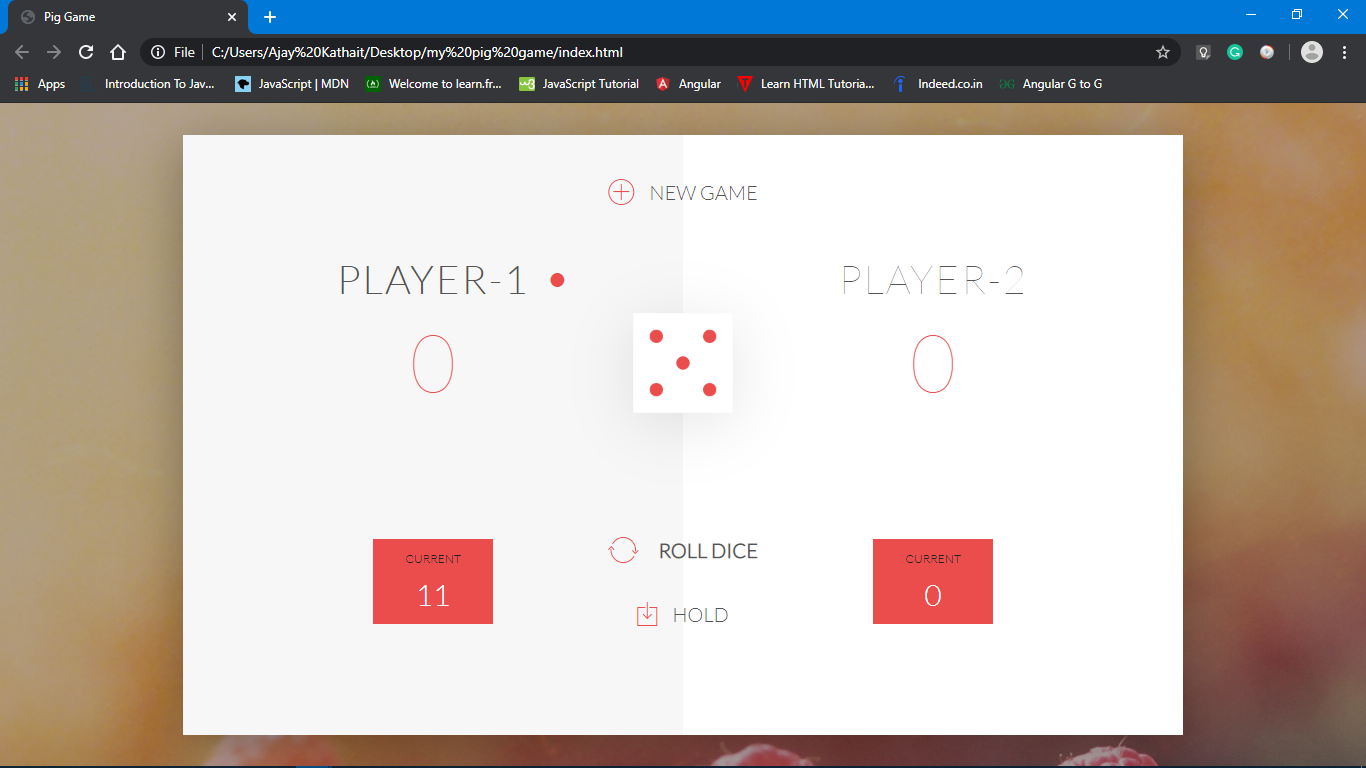 Pig Game
File C:/Users/Ajay%20Kathait/Desktop/my%20pig%20game/index.html
Apps Introduction To Jav... JavaScript | MDN Welcome to learn.fr... JavaScript Tutorial Angular Learn HTML Tutoria... Indeed.co.in Angular G to G
NEW GAME
PLAYER-1 PLAYER-2
0 0
CURRENT ROLL DICE CURRENT
11 0
HOLD